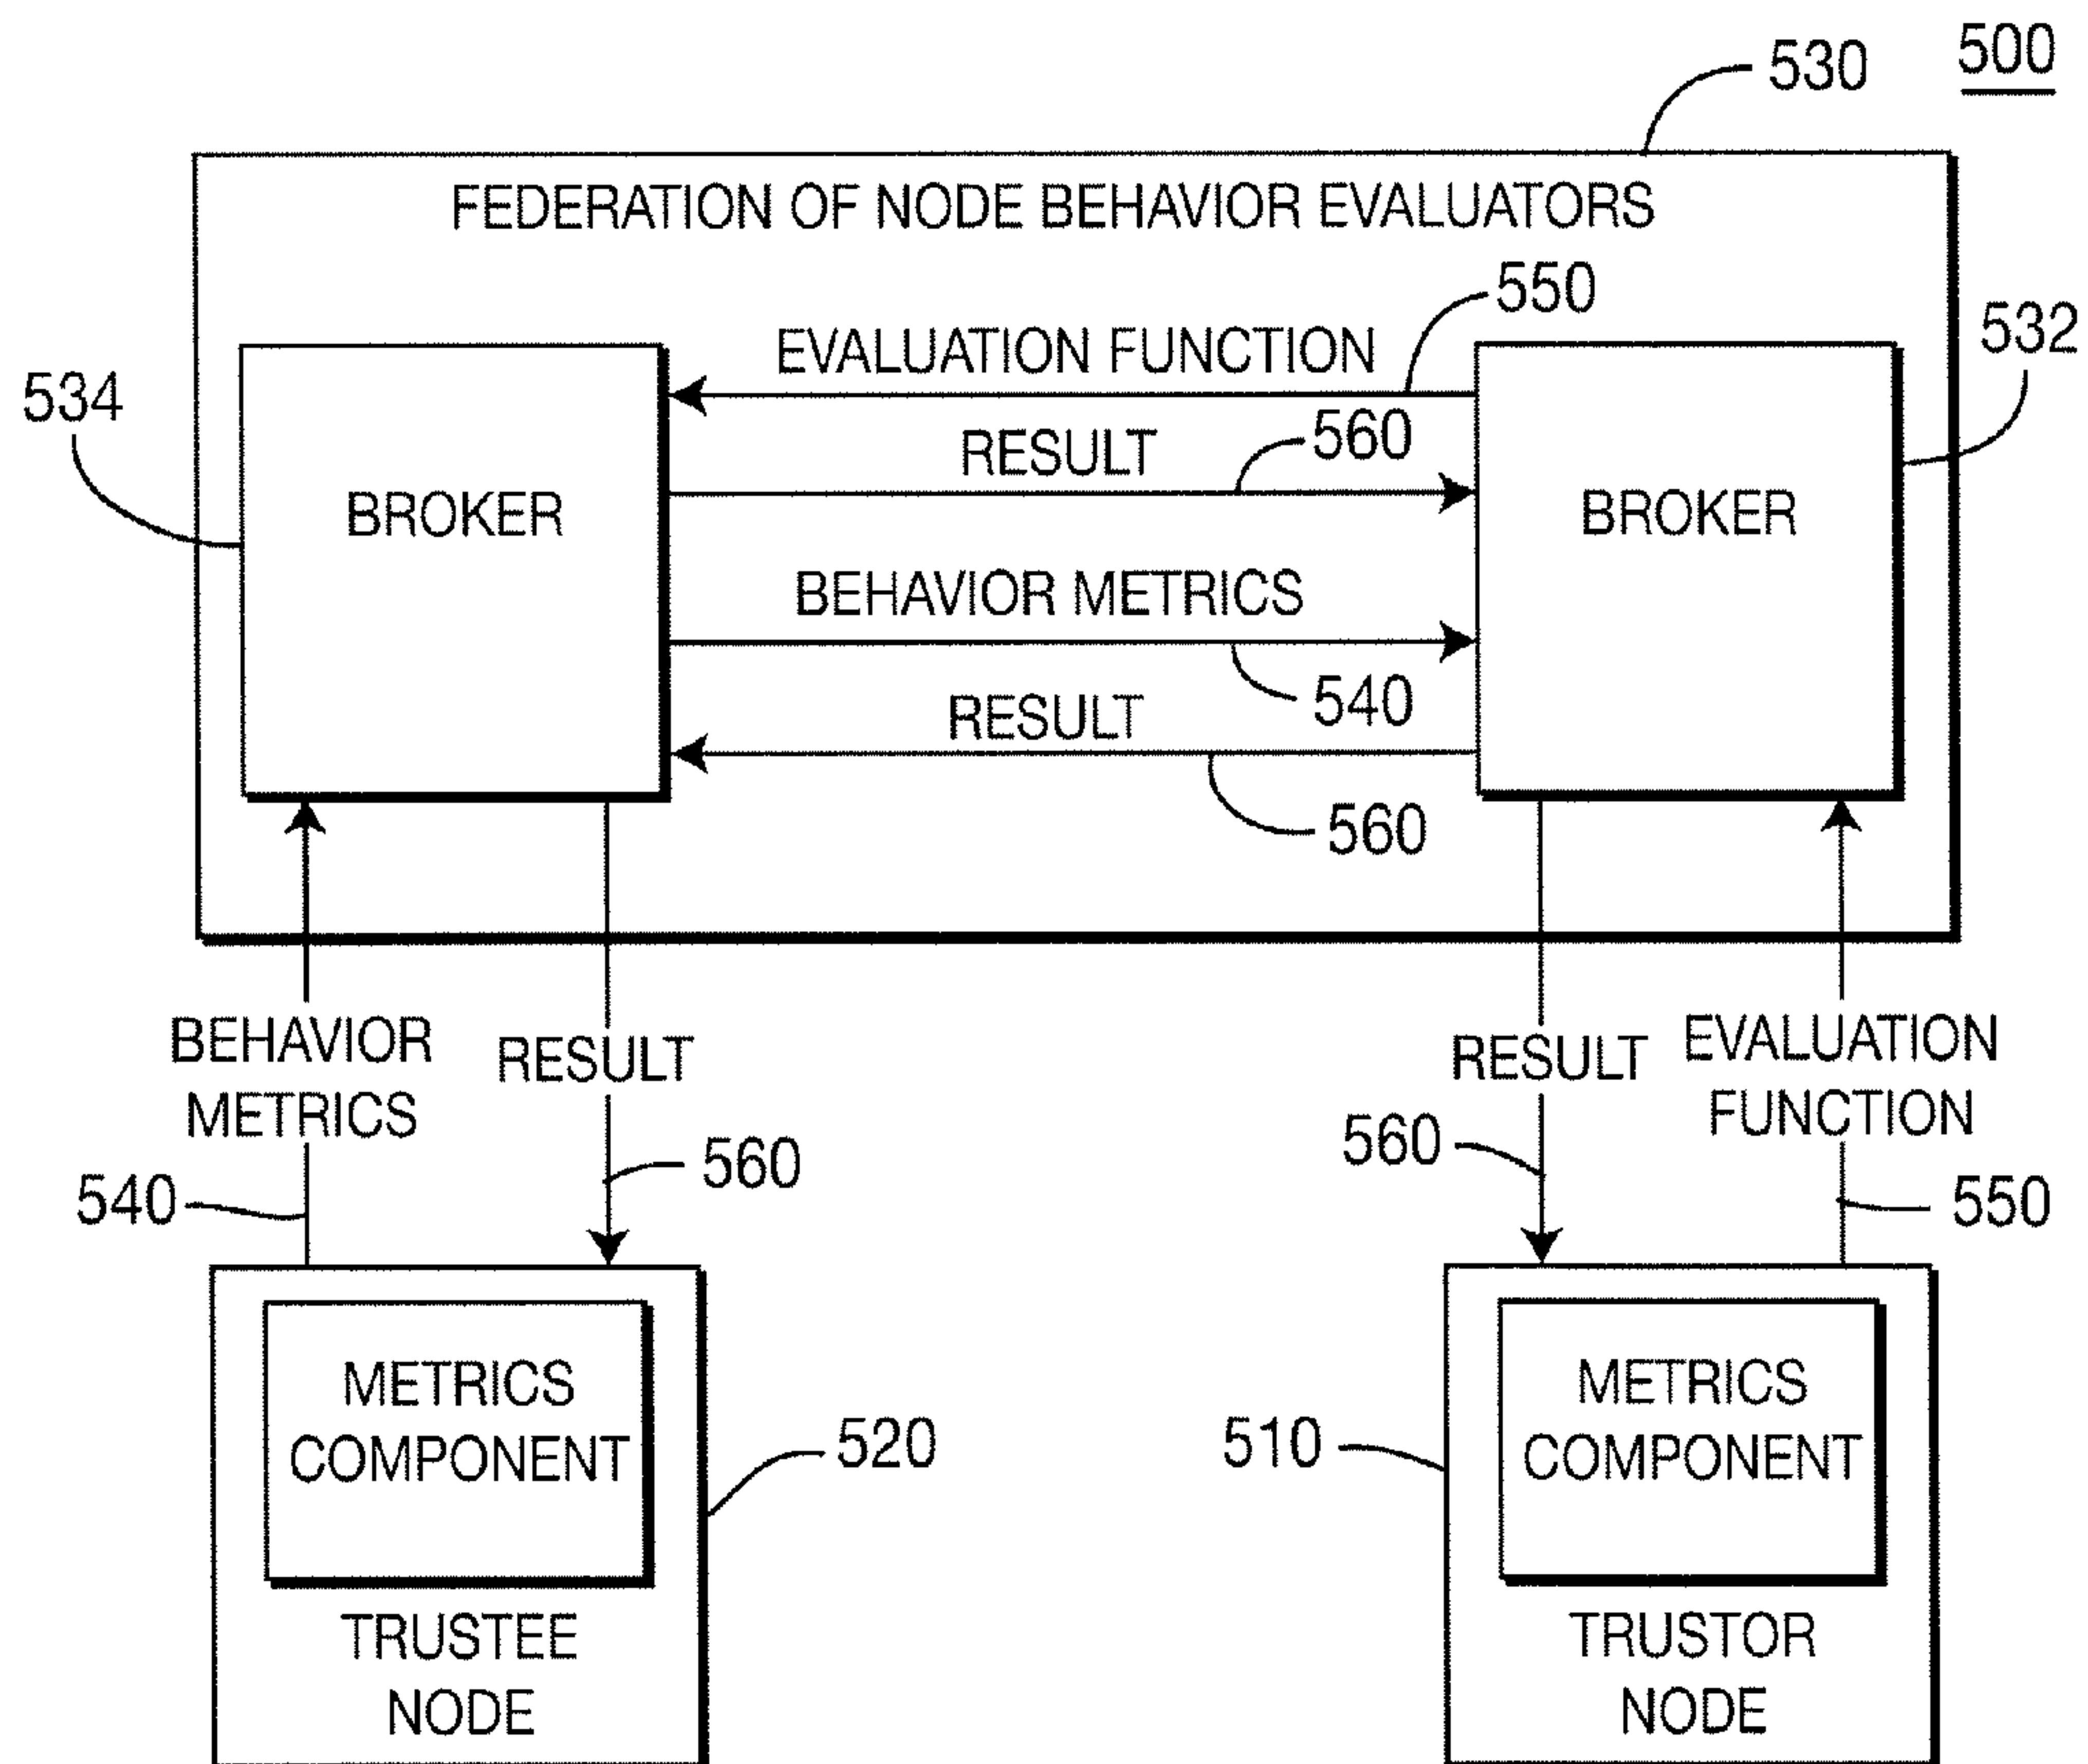 500
530
FEDERATION OF NODE BEHAVIOR EVALUATORS
550
EVALUATION FUNCTION
532
534
RESULT
560
BROKER
BROKER
BEHAVIOR METRICS
540
RESULT
560
BEHAVIOR
METRICS
RESULT
RESULT
EVALUATION
FUNCTION
540
560
560
550
METRICS
COMPONENT
520
TRUSTEE
NODE
510
METRICS
COMPONENT
TRUSTOR
NODE